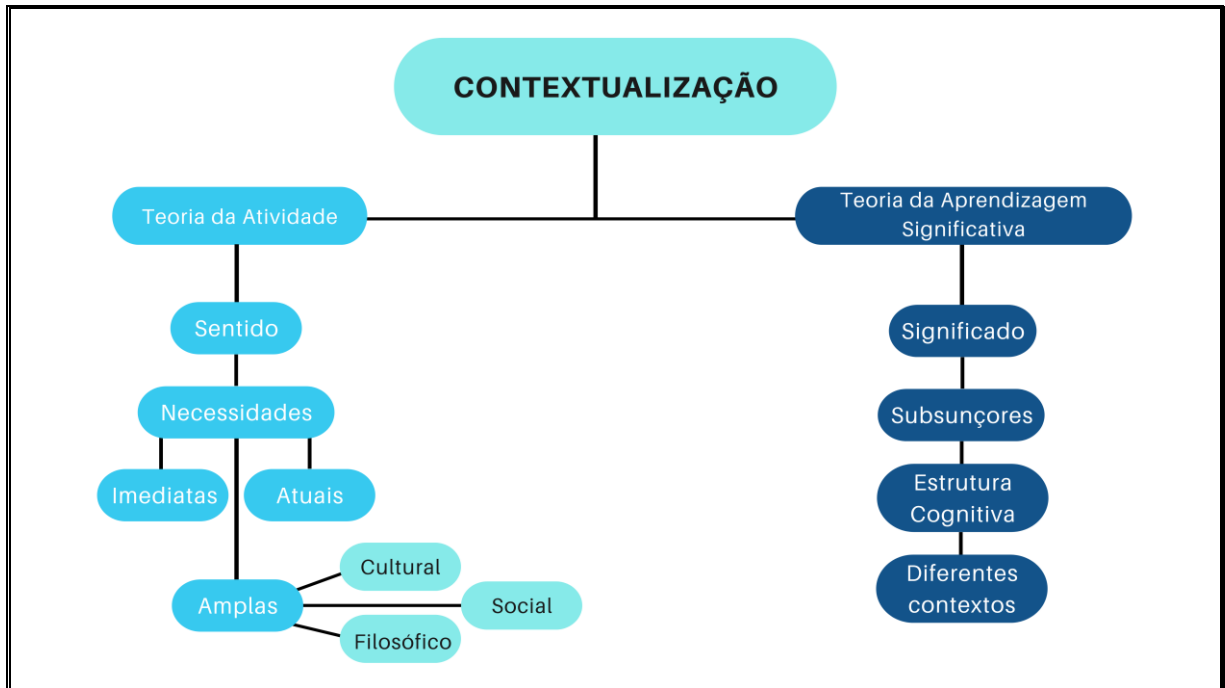 CONTEXTUALIZAÇÃO
Teoria da Atividade
Teoria da Aprendizagem
Significativa
Sentido
Significado
Necessidades
Subsunçores
Imediatas
Atuais
Estrutura
Cognitiva
Cultural
Amplas
Social
Filosófico
Diferentes
contextos